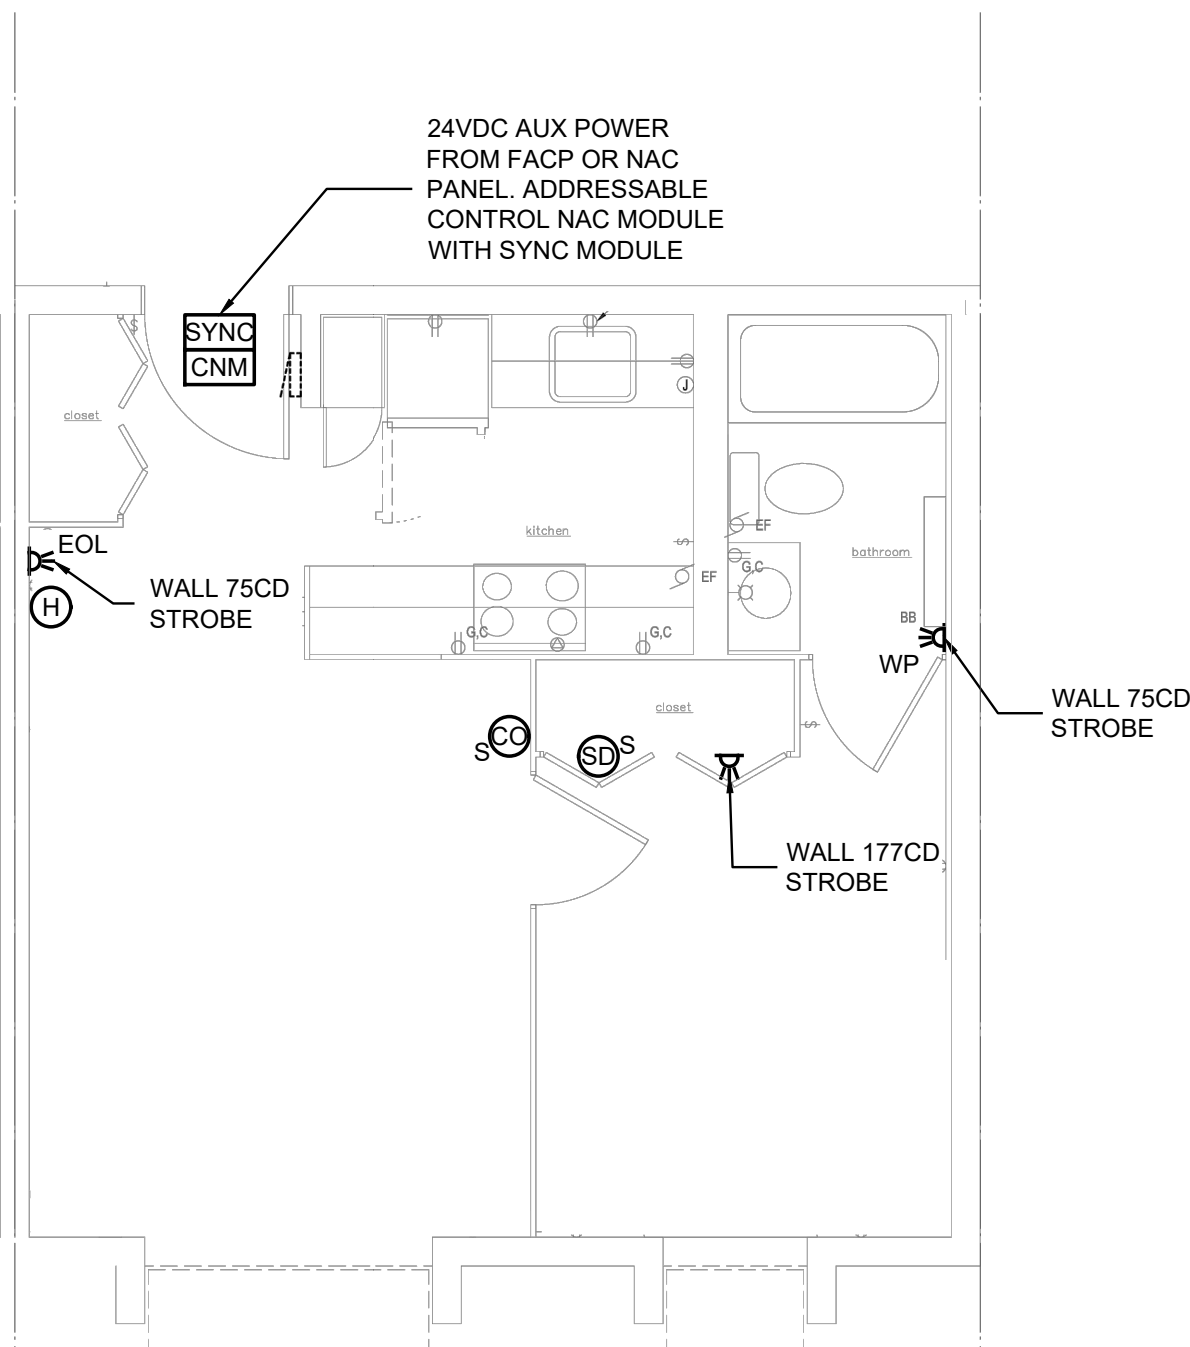 24VDC AUX POWER
FROM FACP OR NAC
PANEL. ADDRESSABLE
CONTROL NAC MODULE
WITH SYNC MODULE
SYNC
CNM
S
closet
J
EOL
WALL 75CD
STROBE
H
kitchen
S
EF
EF
bathroom
G,C
G,C
G,C
BB
WP
WALL 75CD
STROBE
closet
S
CO
S
SD
S
WALL 177CD
STROBE